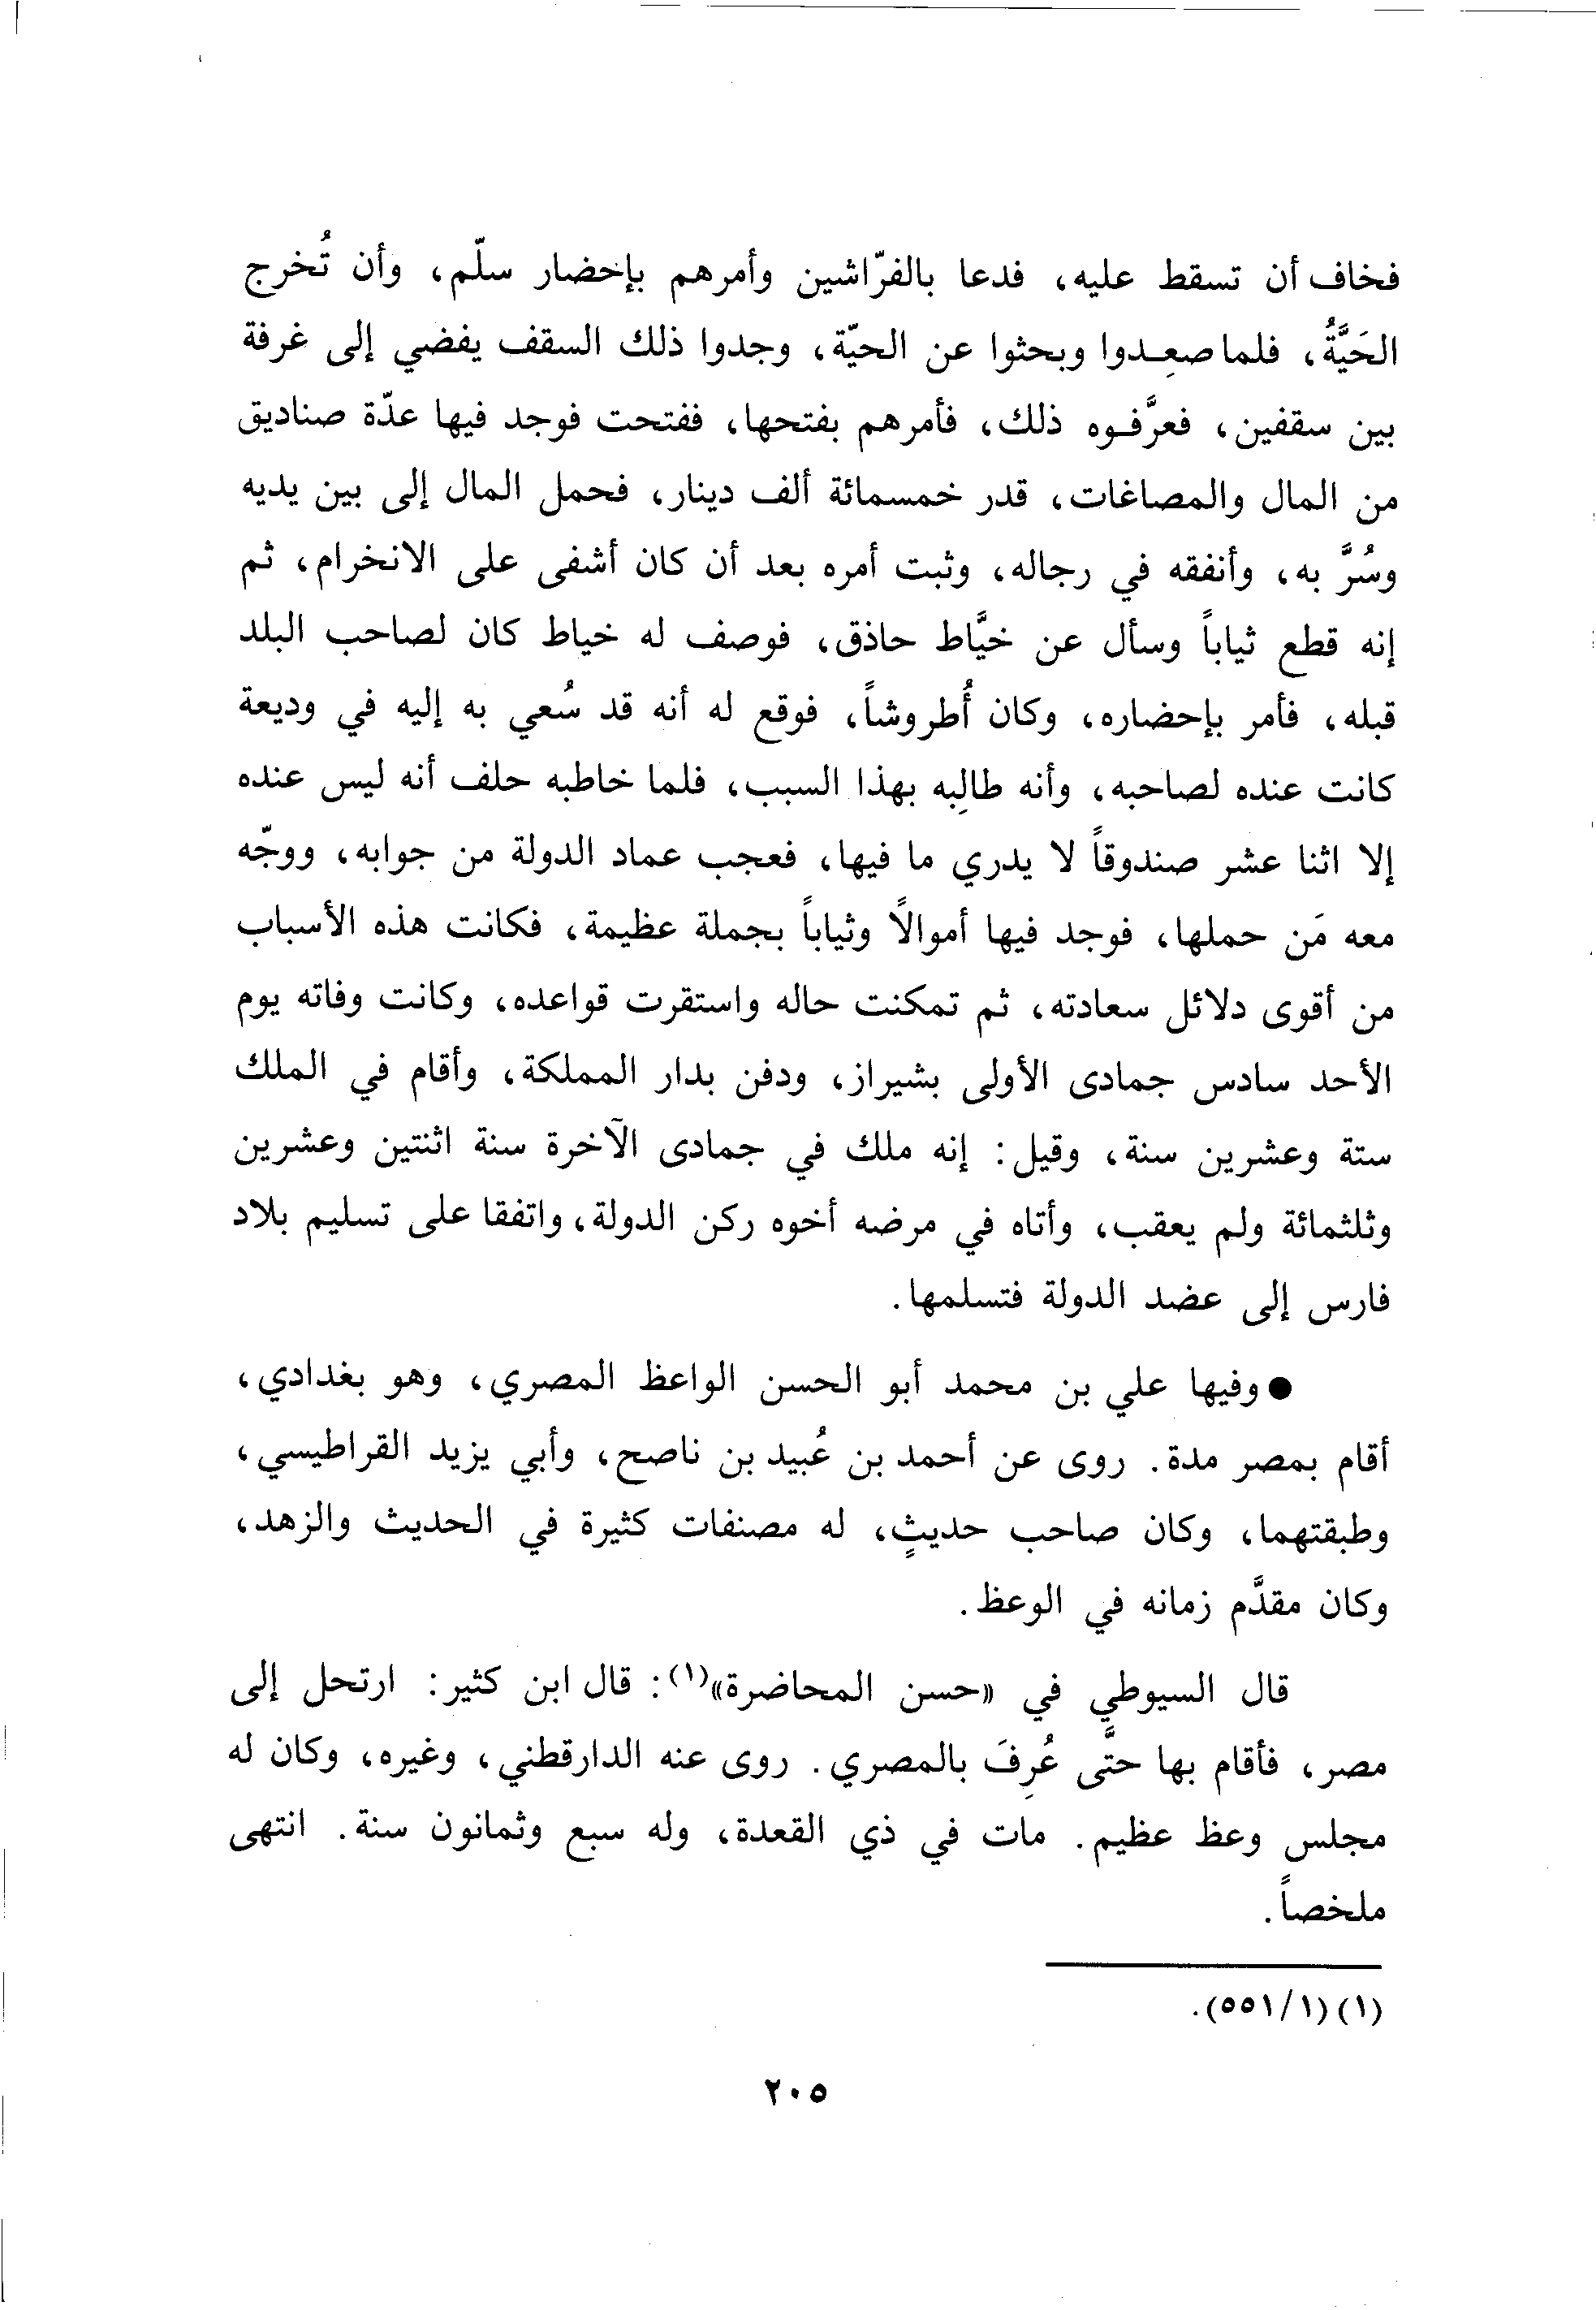 فخاف أن تسقط عليه، فدعا بالفرّاشين وأمرهم بإحضار سلّم، وأن تُخرج
الحَيَّةُ، فلما صعِدوا وبحثوا عن الحيّة، وجدوا ذلك السقف يفضي إلى غرفة
بين سقفين، فعرَّفوه ذلك، فأمرهم بفتحها، ففتحت فوجد فيها عدّة صناديق
من المال والمصاغات، قدر خمسمائة ألف دينار، فحمل المال إلى بين يديه
وسُرَّ به، وأنفقه في رجاله، وثبت أمره بعد أن كان أشفى على الانخرام، ثم
إنه قطع ثياباً وسأل عن خيَّاط حاذق، فوصف له خياط كان لصاحب البلد
قبله، فأمر بإحضاره، وكان أُطروشاً، فوقع له أنه قد سُعي به إليه في وديعة
كانت عنده لصاحبه، وأنه طالِبه بهذا السبب، فلما خاطبه حلف أنه ليس عنده
إلا اثنا عشر صندوقاً لا يدري ما فيها، فعجب عماد الدولة من جوابه، ووجّه
معه مَن حملها، فوجد فيها أموالاً وثياباً بجملة عظيمة، فكانت هذه الأسباب
من أقوى دلائل سعادته، ثم تمكنت حاله واستقرت قواعده، وكانت وفاته يوم
الأحد سادس جمادى الأولى بشيراز، ودفن بدار المملكة، وأقام في الملك
ستة وعشرين سنة، وقيل: إنه ملك في جمادى الآخرة سنة اثنتين وعشرين
وثلثمائة ولم يعقب، وأتاه في مرضه أخوه ركن الدولة، واتفقا على تسليم بلاد
فارس إلى عضد الدولة فتسلمها.
● وفيها علي بن محمد أبو الحسن الواعظ المصري، وهو بغدادي،
أقام بمصر مدة. روى عن أحمد بن عُبيد بن ناصح، وأبي يزيد القراطيسي،
وطبقتهما، وكان صاحب حديثٍ، له مصنفات كثيرة في الحديث والزهد،
وكان مقدَّم زمانه في الوعظ.
قال السيوطي في «حسن المحاضرة»(١): قال ابن كثير: ارتحل إلى
مصر، فأقام بها حتَّى عُرِفَ بالمصري. روى عنه الدارقطني، وغيره، وكان له
مجلس وعظ عظيم. مات في ذي القعدة، وله سبع وثمانون سنة. انتهى
ملخصاً.
(١) (١/ ٥٥١).
٢٠٥